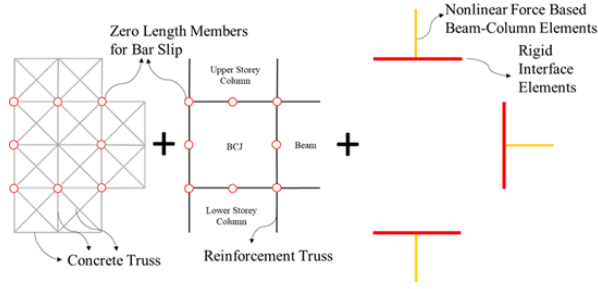 Zero Length Members
for Bar Slip
Nonlinear Force Based
Beam-Column Elements
Rigid
Interface
Elements
Upper Storey
Column
BCJ
Beam
Lower Storey
Column
Concrete Truss
Reinforcement Truss